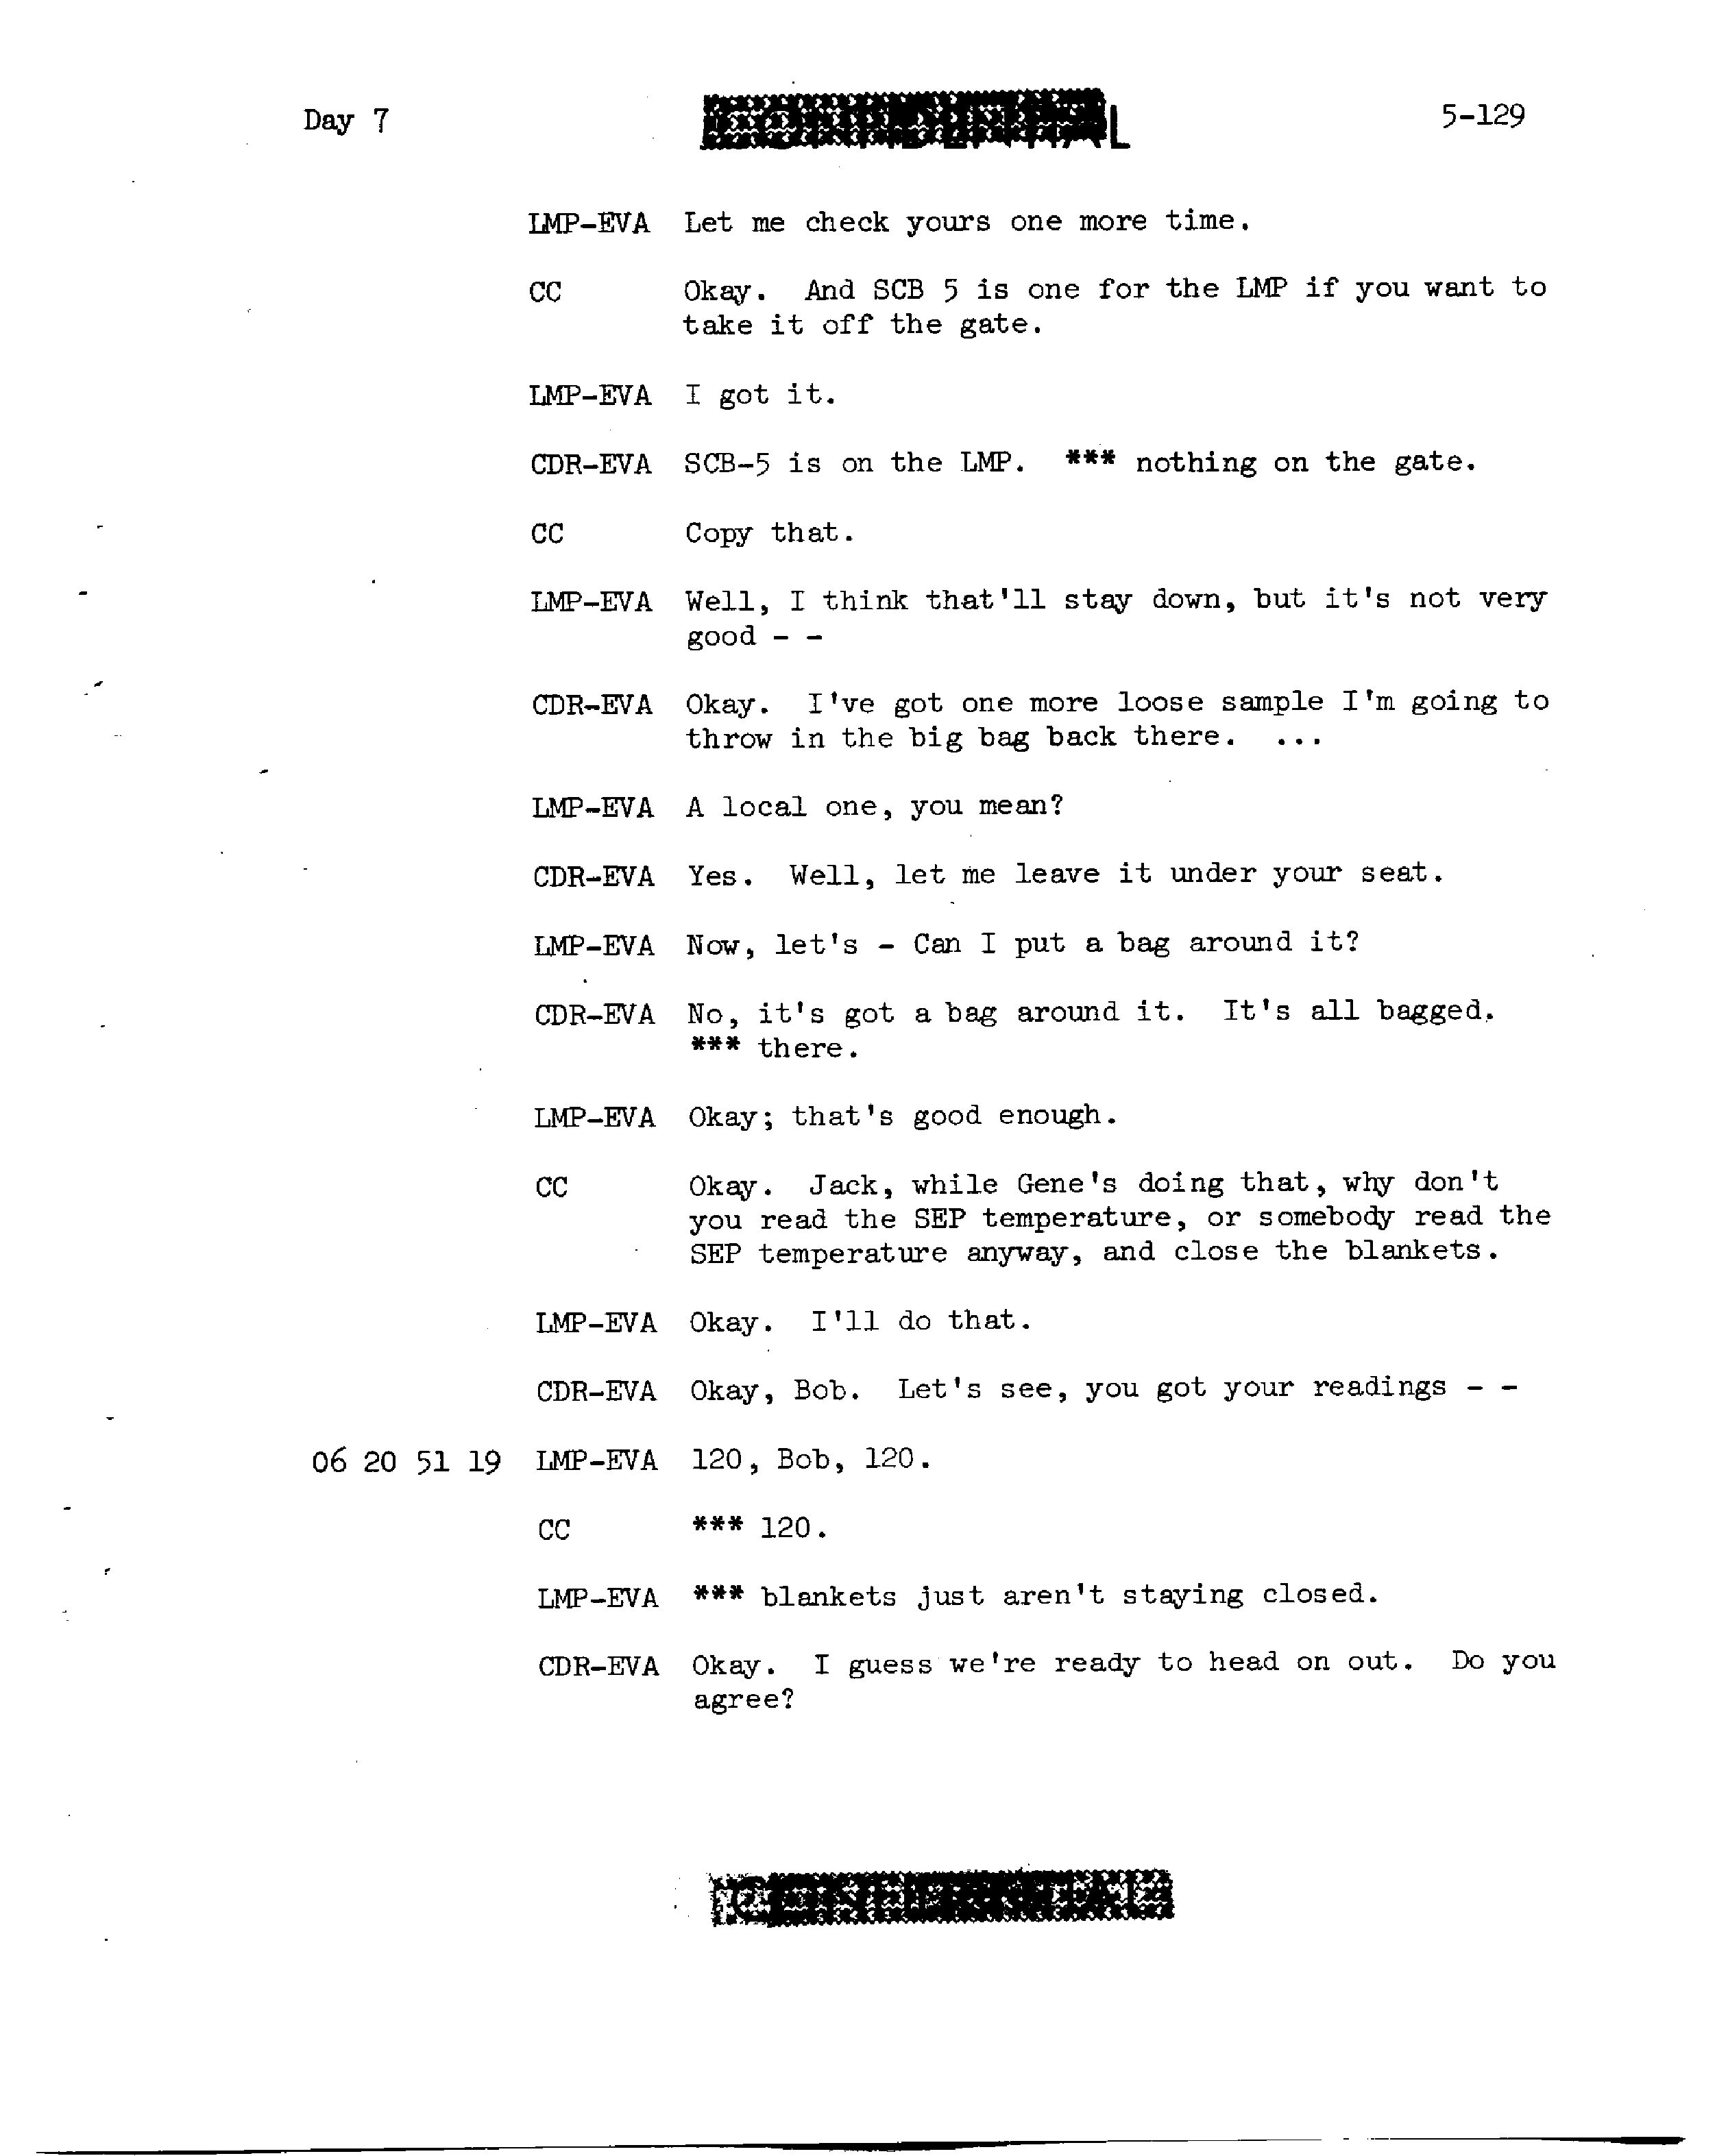 Day 7
5-129
LMP-EVA Let me check yours one more time.
CC Okay. And SCB 5 is one for the LMP if you want to
take it off the gate.
LMP-EVA I got it.
CDR-EVA SCB-5 is on the LMP. *** nothing on the gate.
CC Copy that.
LMP-EVA Well, I think that'll stay down, but it's not very
good - -
CDR-EVA Okay. I've got one more loose sample I'm going to
throw in the big bag back there. ...
LMP-EVA A local one, you mean?
CDR-EVA Yes. Well, let me leave it under your seat.
LMP-EVA Now, let's - Can I put a bag around it?
CDR-EVA No, it's got a bag around it. It's all bagged.
*** there.
LMP-EVA Okay; that's good enough.
CC Okay. Jack, while Gene's doing that, why don't
you read the SEP temperature, or somebody read the
SEP temperature anyway, and close the blankets.
LMP-EVA Okay. I'll do that.
CDR-EVA Okay, Bob. Let's see, you got your readings - -
06 20 51 19 LMP-EVA 120, Bob, 120.
CC *** 120.
LMP-EVA *** blankets just aren't staying closed.
CDR-EVA Okay. I guess we're ready to head on out. Do you
agree?